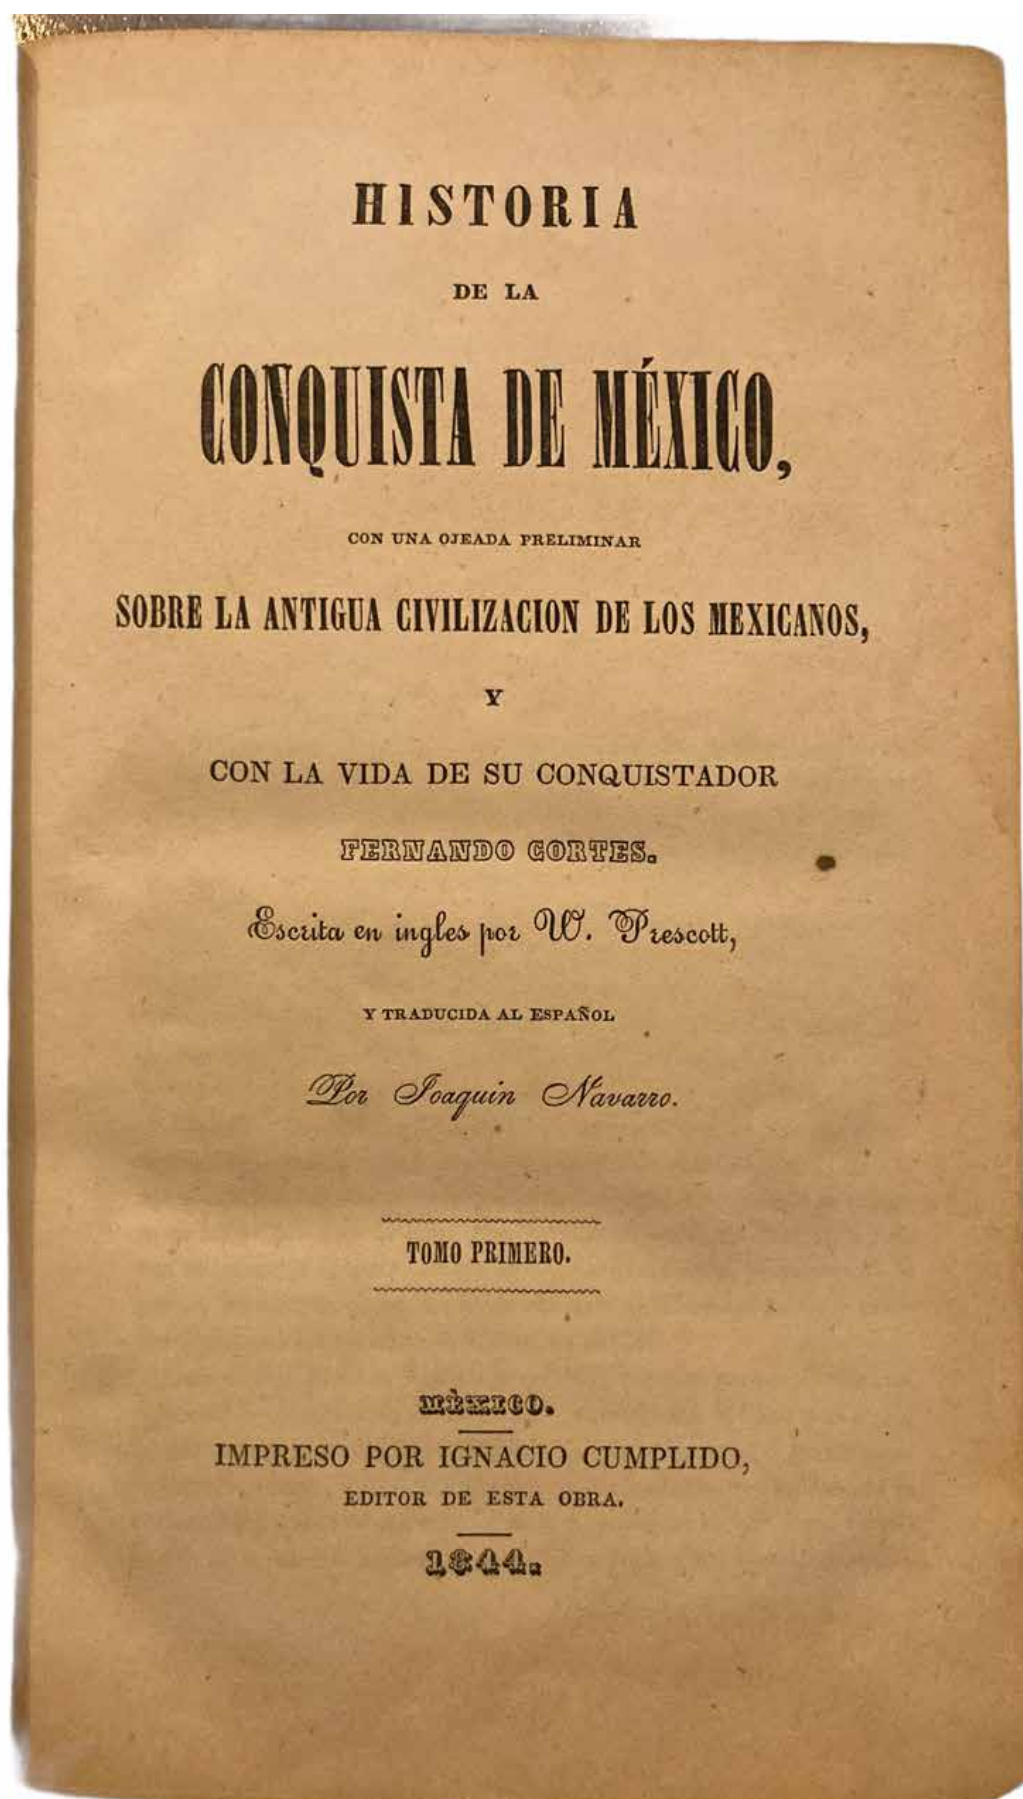 HISTORIA
DE LA
CONQUISTA DE MÉXICO,
CON UNA OJEADA PRELIMINAR
SOBRE LA ANTIGUA CIVILIZACION DE LOS MEXICANOS,
Y
CON LA VIDA DE SU CONQUISTADOR
FERNANDO CORTES.
Escrita en ingles por W. Prescott,
Y TRADUCIDA AL ESPAÑOL
Por Joaquin Navarro.
TOMO PRIMERO.
MÈXICO.
IMPRESO POR IGNACIO CUMPLIDO,
EDITOR DE ESTA OBRA.
1844.